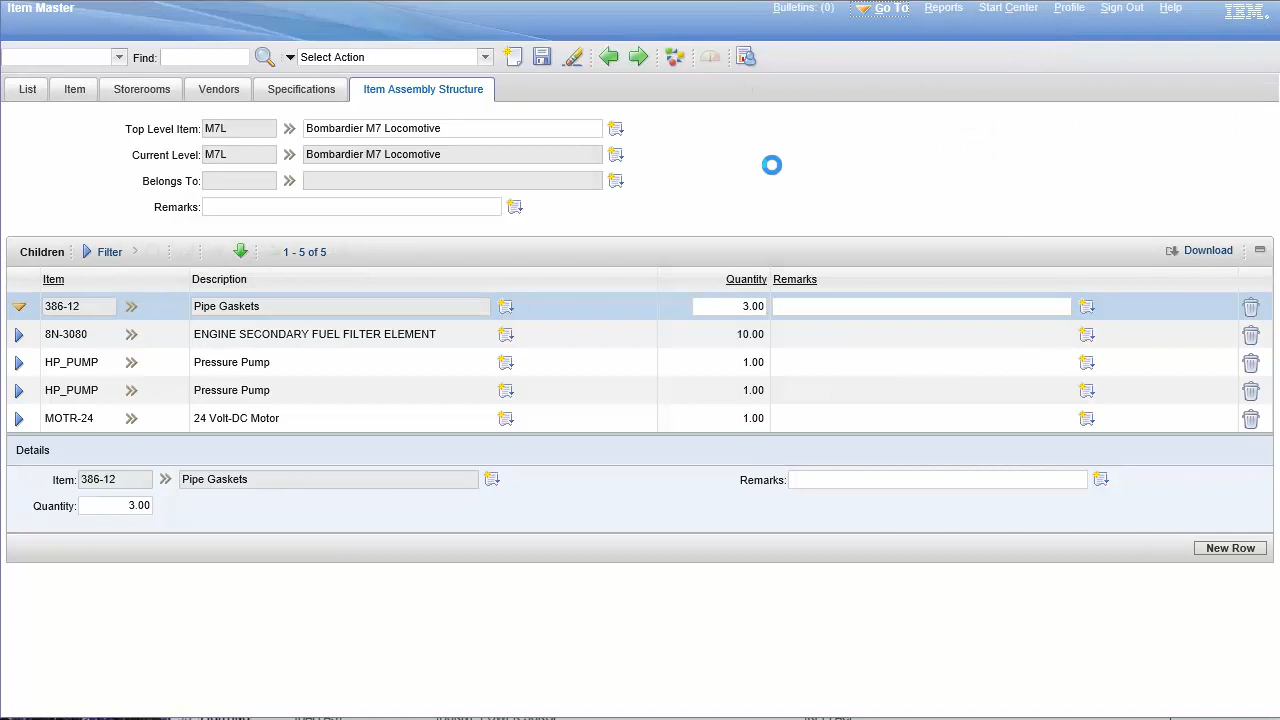 Item Master
Bulletins: (0) Go To Reports Start Center Profile Sign Out Help IBM.
Find: Select Action
List Item Storerooms Vendors Specifications Item Assembly Structure
Top Level Item: M7L Bombardier M7 Locomotive
Current Level: M7L Bombardier M7 Locomotive
Belongs To:
Remarks:
Children Filter 1 - 5 of 5 Download
Item Description Quantity Remarks
386-12 Pipe Gaskets 3.00
8N-3080 ENGINE SECONDARY FUEL FILTER ELEMENT 10.00
HP_PUMP Pressure Pump 1.00
HP_PUMP Pressure Pump 1.00
MOTR-24 24 Volt-DC Motor 1.00
Details
Item: 386-12 Pipe Gaskets Remarks:
Quantity: 3.00
New Row